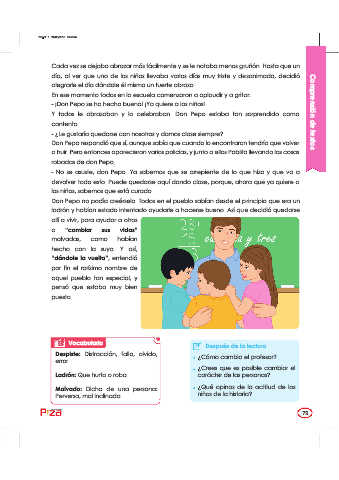 Cada vez se dejaba abrazar más fácilmente y se le notaba menos gruñón. Hasta que un
día, al ver que uno de los niños llevaba varios días muy triste y desanimado, decidió
alegrarle el día dándole él mismo un fuerte abrazo.
En ese momento todos en la escuela comenzaron a aplaudir y a gritar:
- ¡Don Pepo se ha hecho bueno! ¡Ya quiere a los niños!
Y todos le abrazaban y lo celebraban. Don Pepo estaba tan sorprendido como
contento.
- ¿Le gustaría quedarse con nosotros y darnos clase siempre?
Don Pepo respondió que sí, aunque sabía que cuando lo encontraran tendría que volver
a huir. Pero entonces aparecieron varios policías, y junto a ellos Pablito llevando las cosas
robadas de don Pepo.
- No se asuste, don Pepo. Ya sabemos que se arrepiente de lo que hizo y que va a
devolver todo esto. Puede quedarse aquí dando clase, porque, ahora que ya quiere a
los niños, sabemos que está curado.
Don Pepo no podía creérselo. Todos en el pueblo sabían desde el principio que era un
ladrón y habían estado intentado ayudarle a hacerse bueno. Así que decidió quedarse
allí a vivir, para ayudar a otros
a “cambiar sus vidas”
malvadas, como habían
hecho con la suya. Y así,
“dándole la vuelta”, entendió
por fin el rarísimo nombre de
aquel pueblo tan especial, y
pensó que estaba muy bien
puesto.
Comprensión de textos
y tres
Vocabulario
Despiste: Distracción, fallo, olvido,
error
Ladrón: Que hurta o roba
Malvado: Dicho de una persona:
Perversa, mal inclinada
Después de la lectura
- ¿Cómo cambia el profesor?
- ¿Crees que es posible cambiar el
carácter de las personas?
- ¿Qué opinas de la actitud de los
niños de la historia?
75